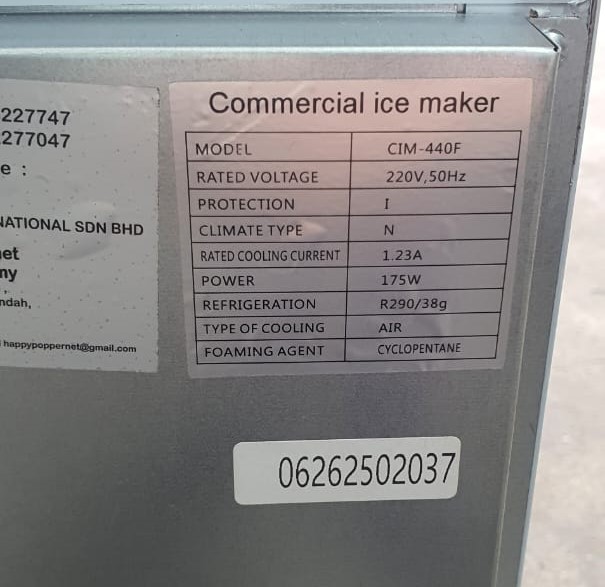 227747
277047
e :
NATIONAL SDN BHD
net
ny
ndah,
happypoppernet@gmail.com
Commercial ice maker
MODEL CIM-440F
RATED VOLTAGE 220V,50Hz
PROTECTION I
CLIMATE TYPE N
RATED COOLING CURRENT 1.23A
POWER 175W
REFRIGERATION R290/38g
TYPE OF COOLING AIR
FOAMING AGENT CYCLOPENTANE
06262502037